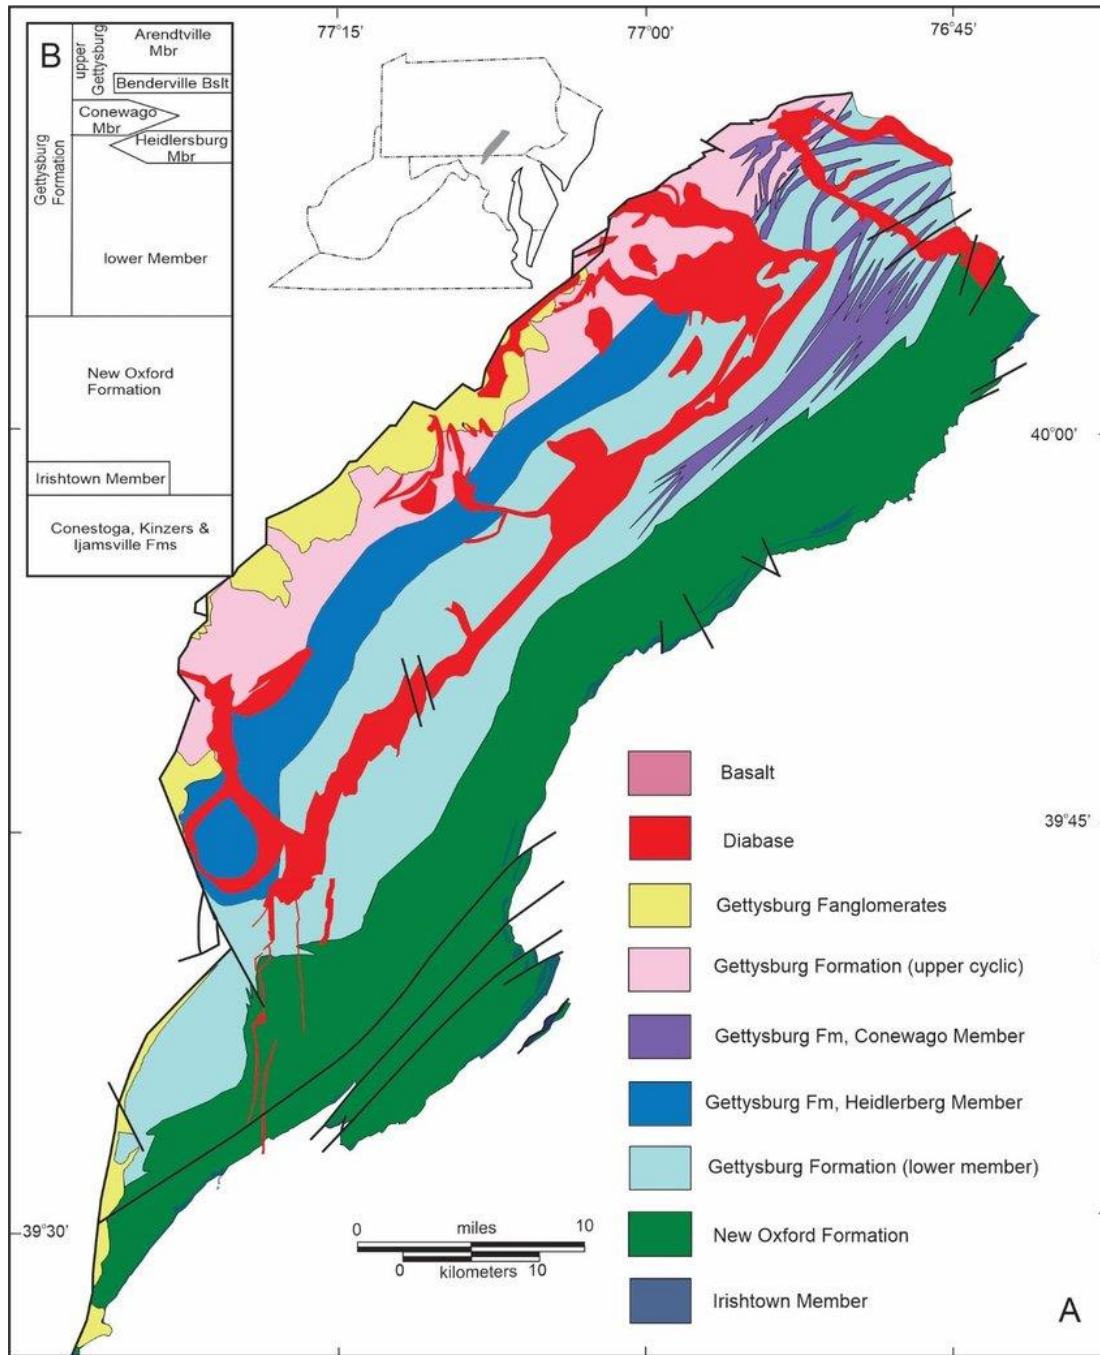 77°15'
77°00'
76°45'
B
upper
Gettysburg
Gettysburg
Formation
Arendtville
Mbr
Benderville Bslt
Conewago
Mbr
Heidlersburg
Mbr
lower Member
New Oxford
Formation
Irishtown Member
Conestoga, Kinzers &
Ijamsville Fms
40°00'
39°45'
39°30'
Basalt
Diabase
Gettysburg Fanglomerates
Gettysburg Formation (upper cyclic)
Gettysburg Fm, Conewago Member
Gettysburg Fm, Heidlerberg Member
Gettysburg Formation (lower member)
New Oxford Formation
Irishtown Member
0 miles 10
0 kilometers 10
A